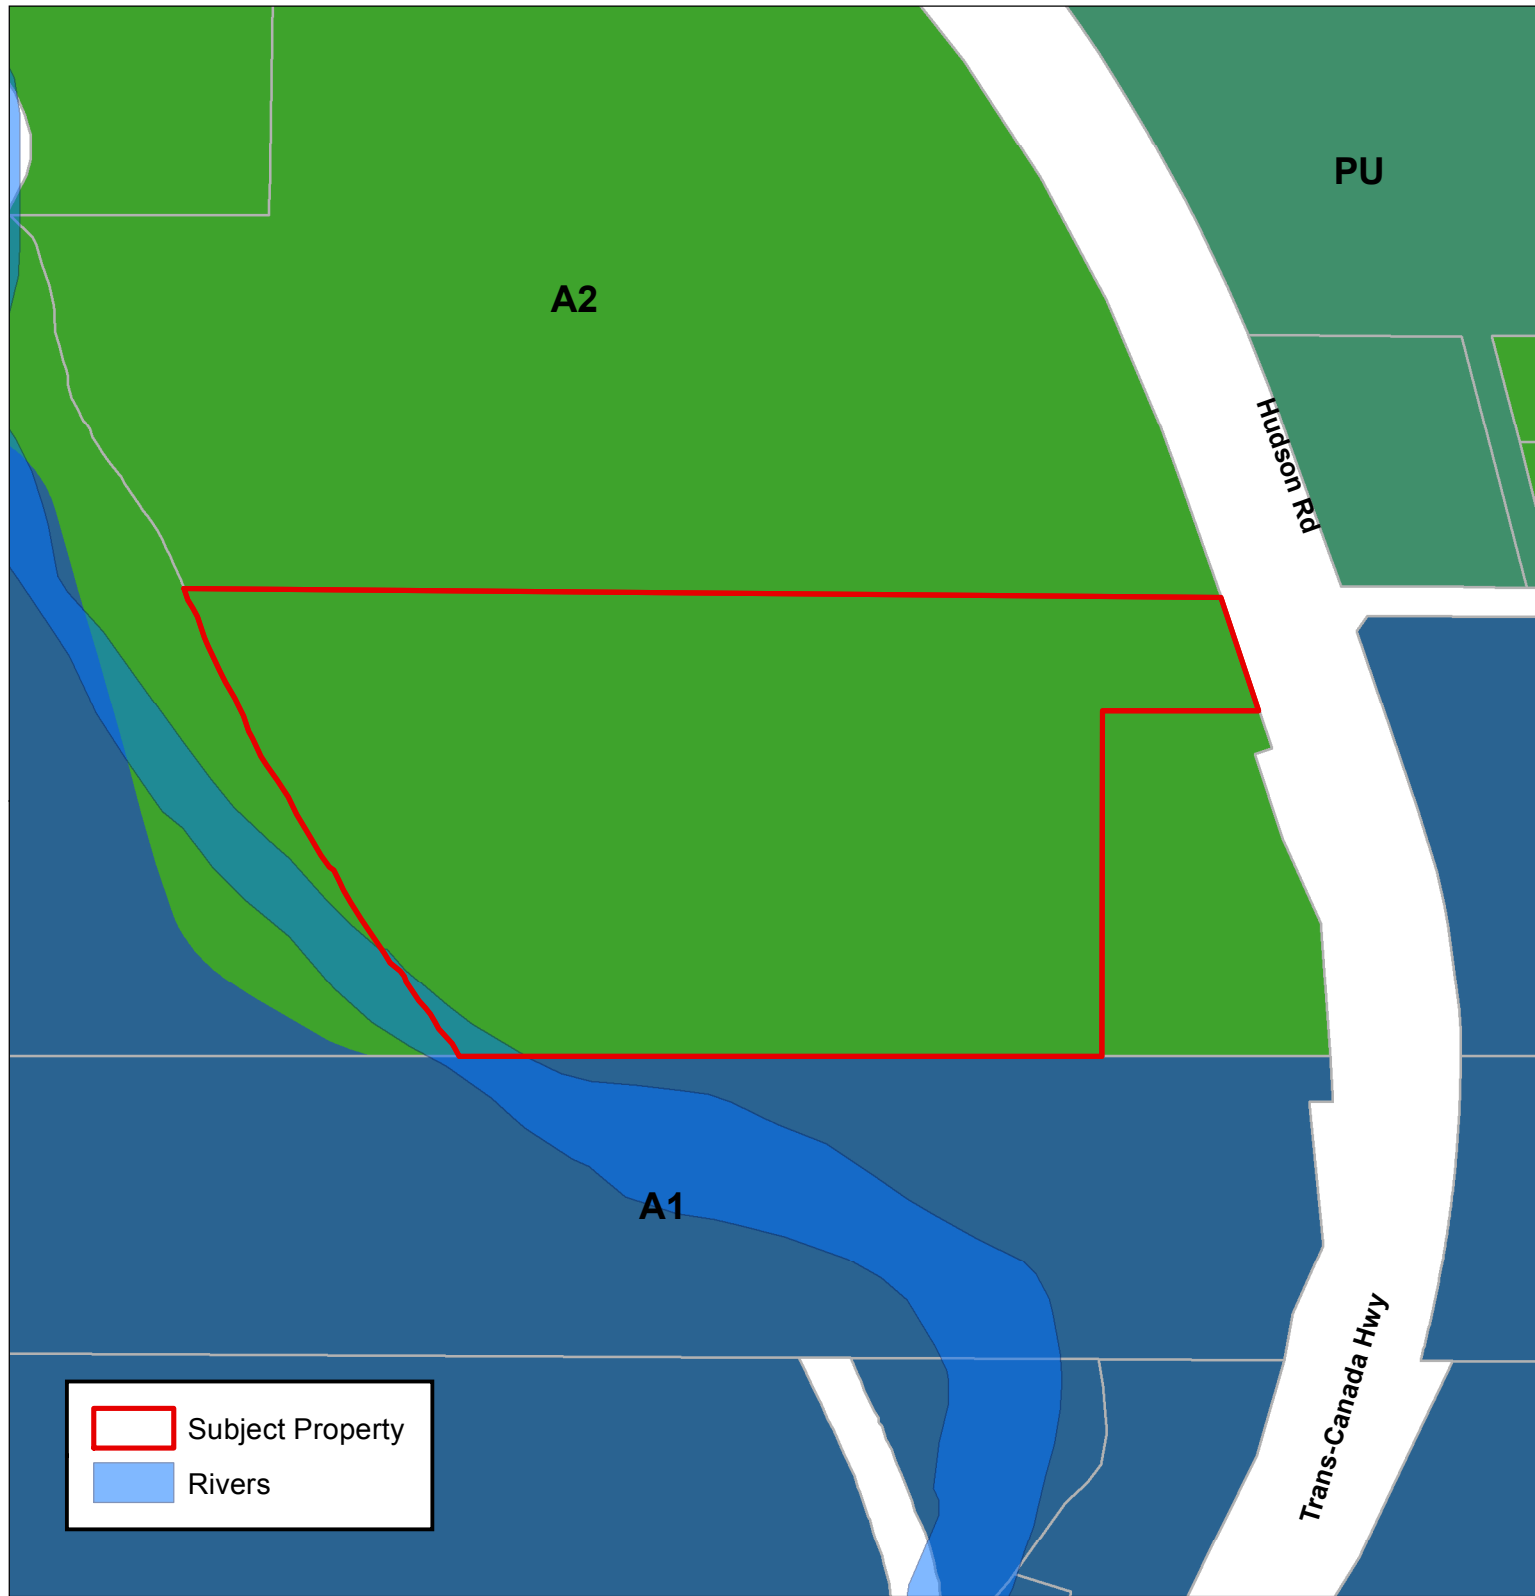 PU
A2
Hudson Rd
A1
Trans-Canada Hwy
Subject Property
Rivers